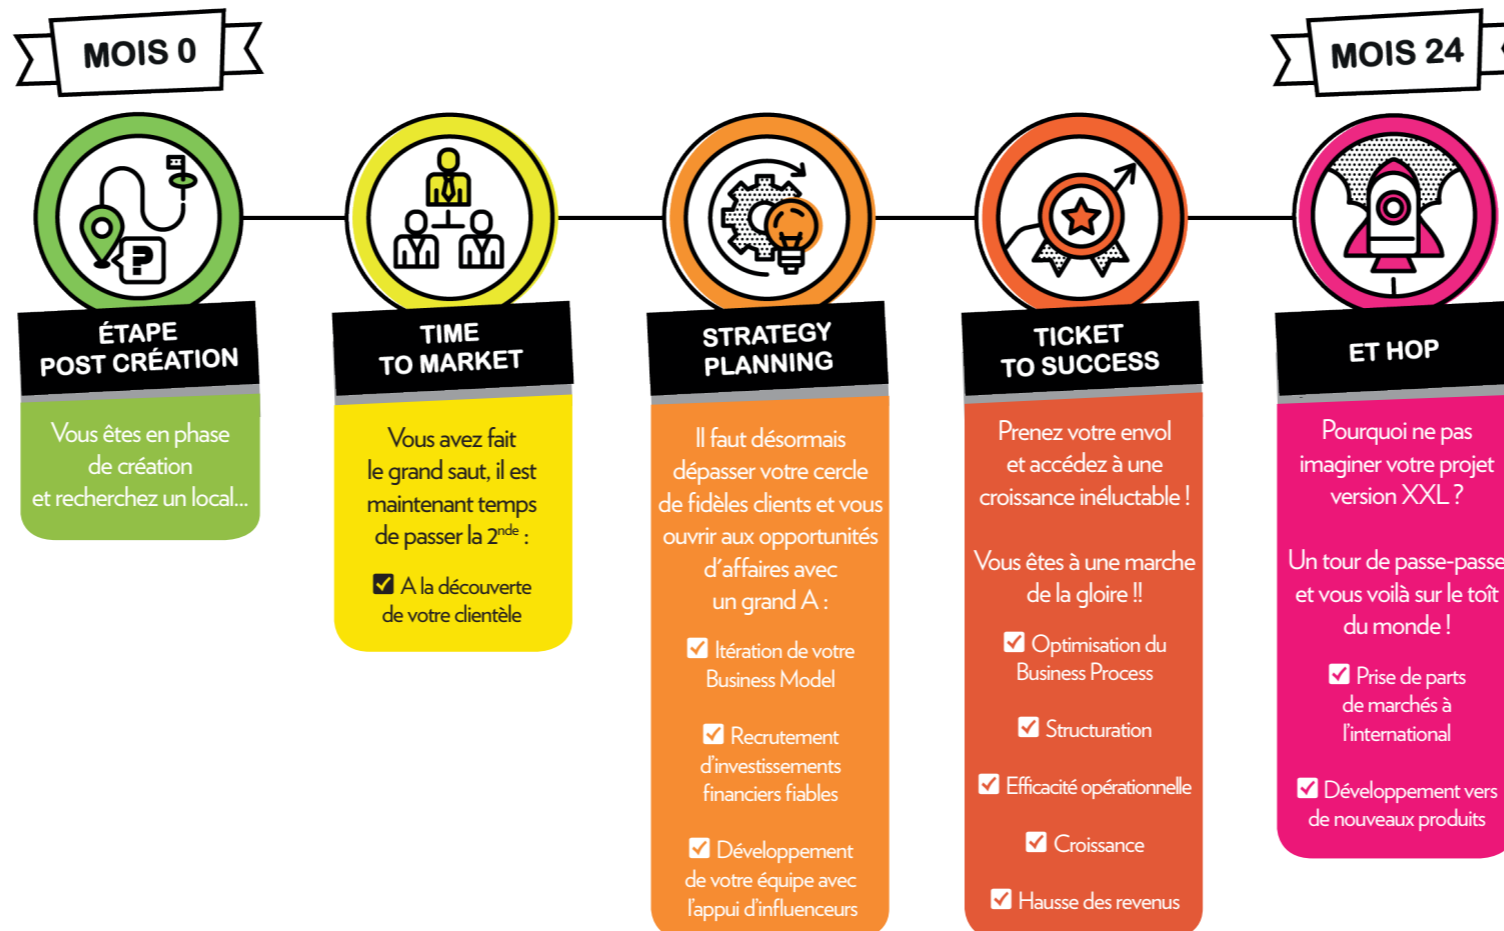 MOIS 0
MOIS 24
ÉTAPE
POST CRÉATION
Vous êtes en phase
de création
et recherchez un local...
TIME
TO MARKET
Vous avez fait
le grand saut, il est
maintenant temps
de passer la 2nde :
A la découverte
de votre clientèle
STRATEGY
PLANNING
Il faut désormais
dépasser votre cercle
de fidèles clients et vous
ouvrir aux opportunités
d'affaires avec
un grand A :
Itération de votre
Business Model
Recrutement
d'investissements
financiers fiables
Développement
de votre équipe avec
l'appui d'influenceurs
TICKET
TO SUCCESS
Prenez votre envol
et accédez à une
croissance inéluctable !
Vous êtes à une marche
de la gloire !!
Optimisation du
Business Process
Structuration
Efficacité opérationnelle
Croissance
Hausse des revenus
ET HOP
Pourquoi ne pas
imaginer votre projet
version XXL ?
Un tour de passe-passe
et vous voilà sur le toît
du monde !
Prise de parts
de marchés à
l'international
Développement vers
de nouveaux produits